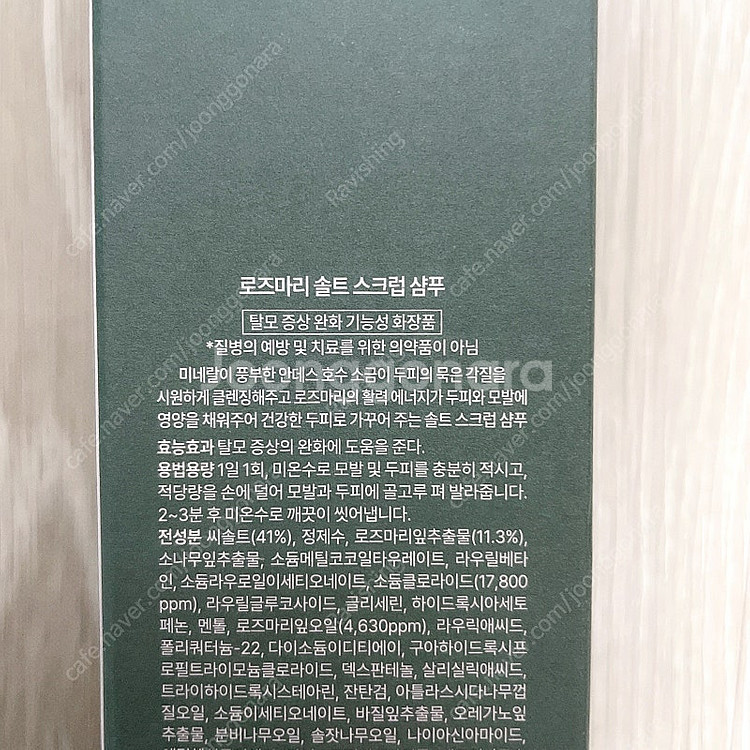 로즈마리 솔트 스크럽 샴푸
탈모 증상 완화 기능성 화장품
*질병의 예방 및 치료를 위한 의약품이 아님
미네랄이 풍부한 안데스 호수 소금이 두피의 묵은 각질을
시원하게 클렌징해주고 로즈마리의 활력 에너지가 두피와 모발에
영양을 채워주어 건강한 두피로 가꾸어 주는 솔트 스크럽 샴푸
효능효과 탈모 증상의 완화에 도움을 준다.
용법용량 1일 1회, 미온수로 모발 및 두피를 충분히 적시고,
적당량을 손에 덜어 모발과 두피에 골고루 펴 발라줍니다.
2~3분 후 미온수로 깨끗이 씻어냅니다.
전성분 씨솔트(41%), 정제수, 로즈마리잎추출물(11.3%),
소나무잎추출물, 소듐메틸코코일타우레이트, 라우릴베타
인, 소듐라우로일이세티오네이트, 소듐클로라이드(17,800
ppm), 라우릴글루코사이드, 글리세린, 하이드록시아세토
페논, 멘톨, 로즈마리잎오일(4,630ppm), 라우릭애씨드,
폴리쿼터늄-22, 다이소듐이디티에이, 구아하이드록시프
로필트라이모늄클로라이드, 덱스판테놀, 살리실릭애씨드,
트라이하이드록시스테아린, 잔탄검, 아틀라스시다나무껍
질오일, 소듐이세티오네이트, 바질잎추출물, 오레가노잎
추출물, 분비나무오일, 솔잣나무오일, 나이아신아마이드,
joonggonara
Ravishing
cafe.naver.com/joonggonara